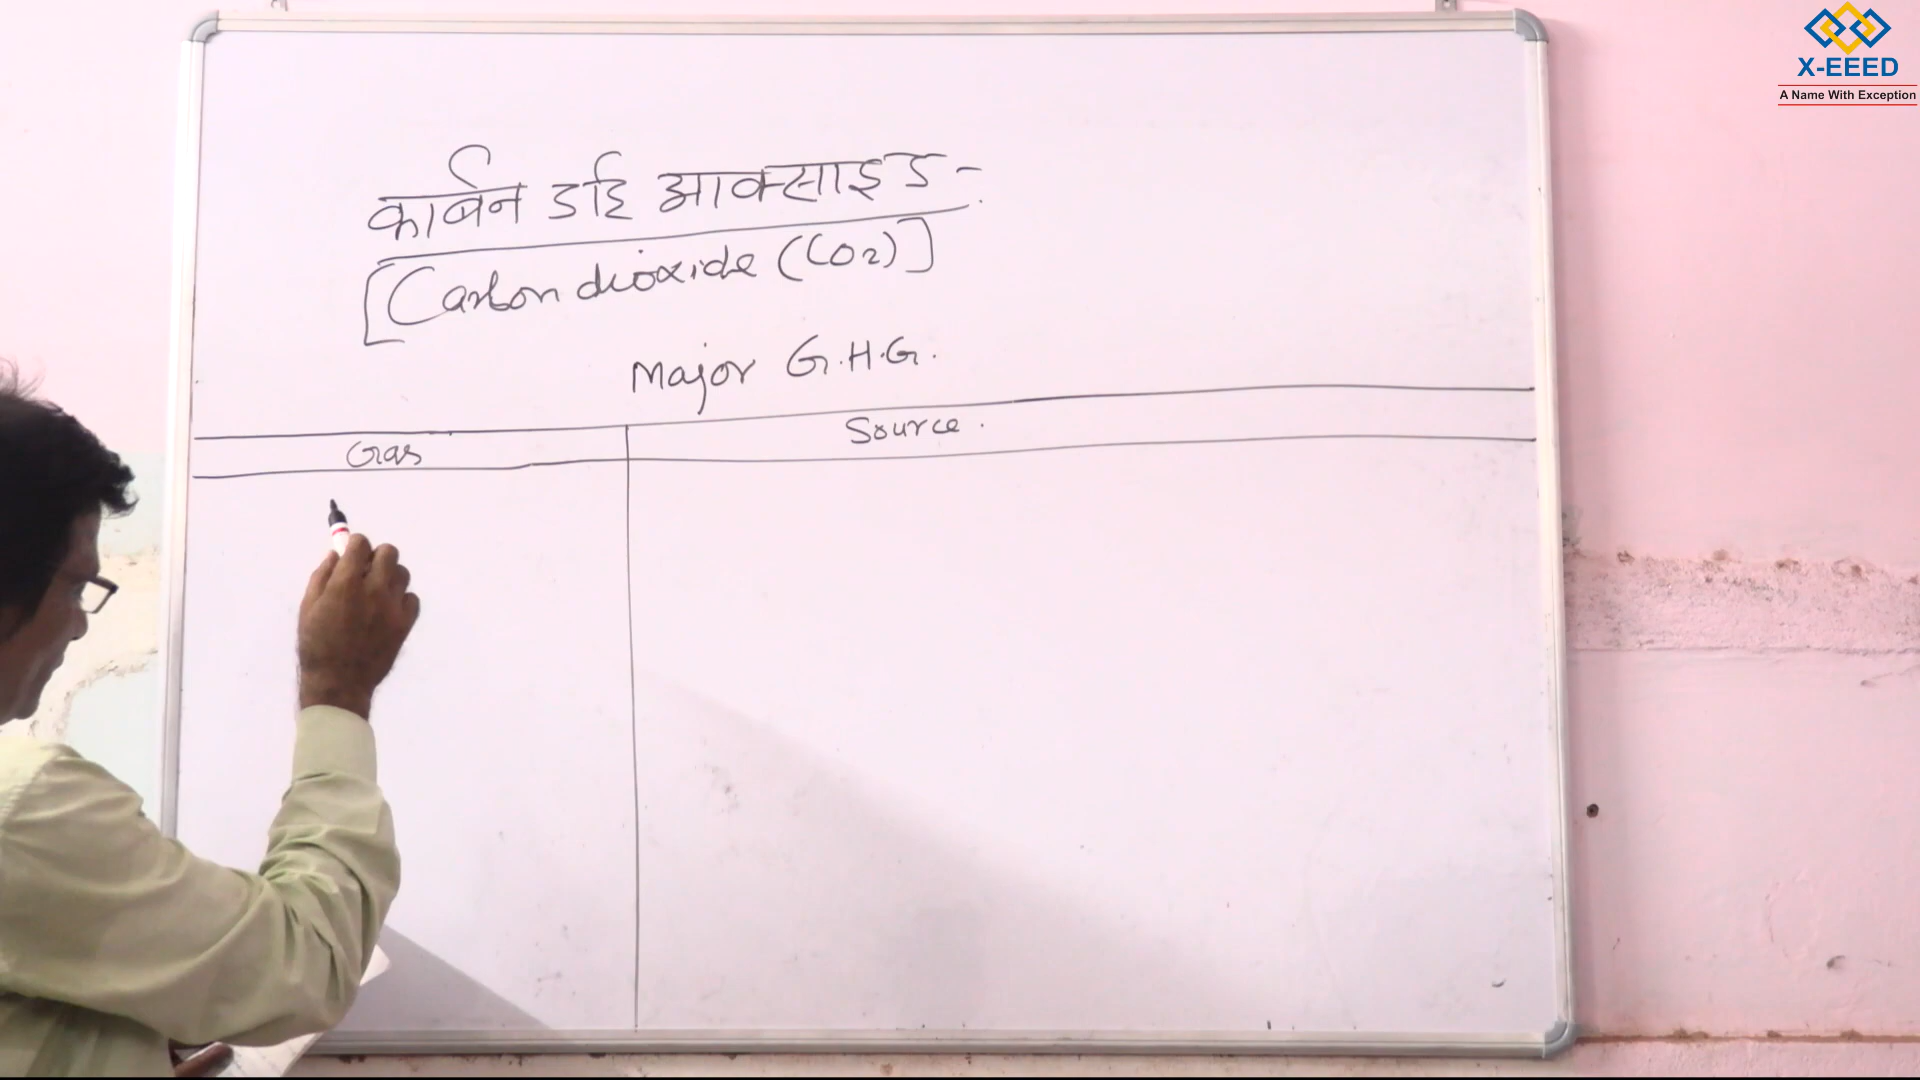 कार्बन डाई आक्साइड -
[Carbon dioxide (CO2)]
Major G.H.G.
Gas
Source.
X-EEED
A Name With Exception